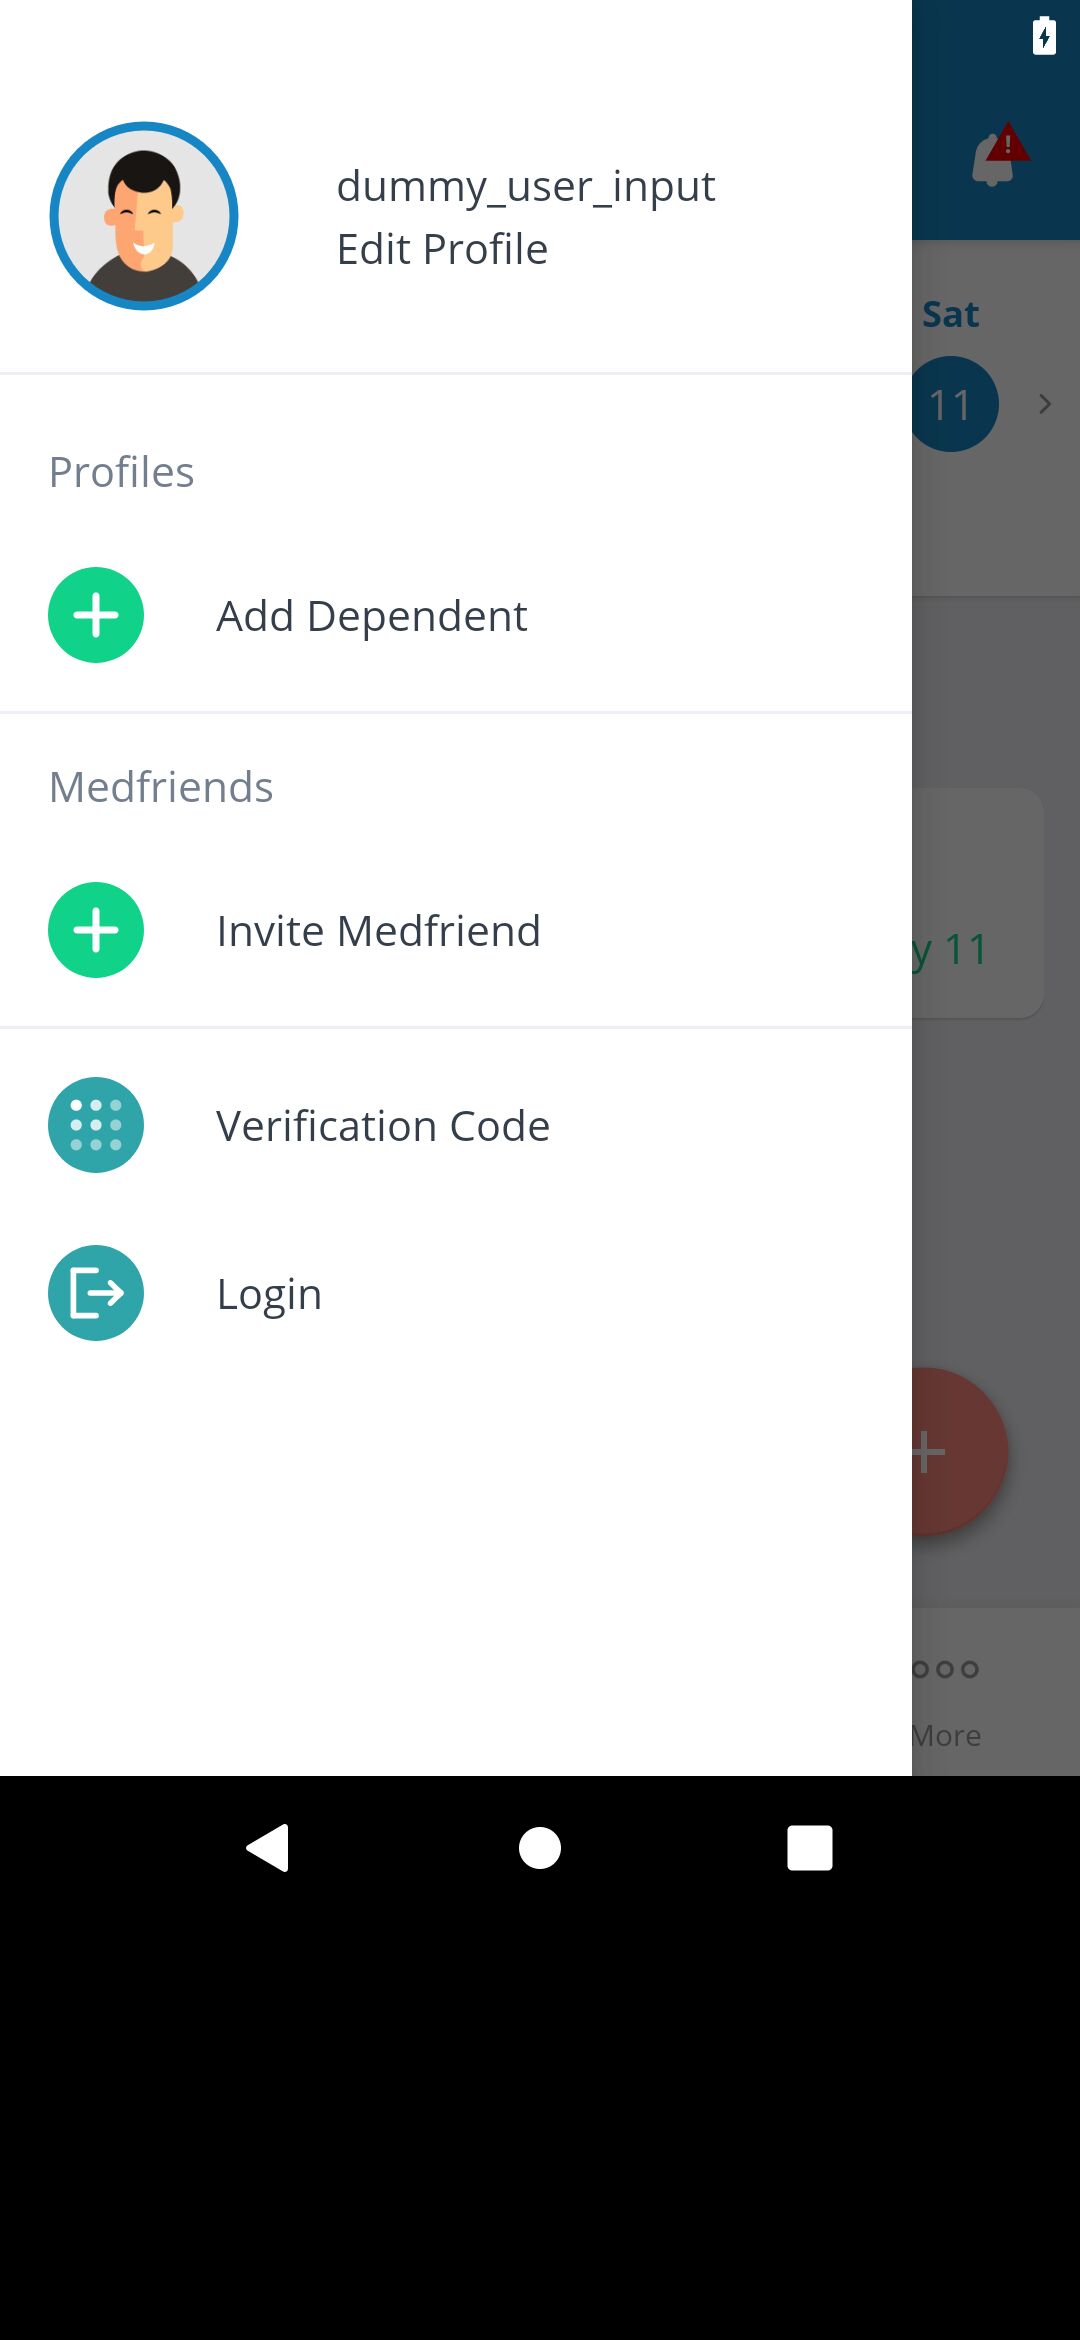 dummy_user_input
Edit Profile
Sat
11
Profiles
Add Dependent
Medfriends
Invite Medfriend
y 11
Verification Code
Login
More